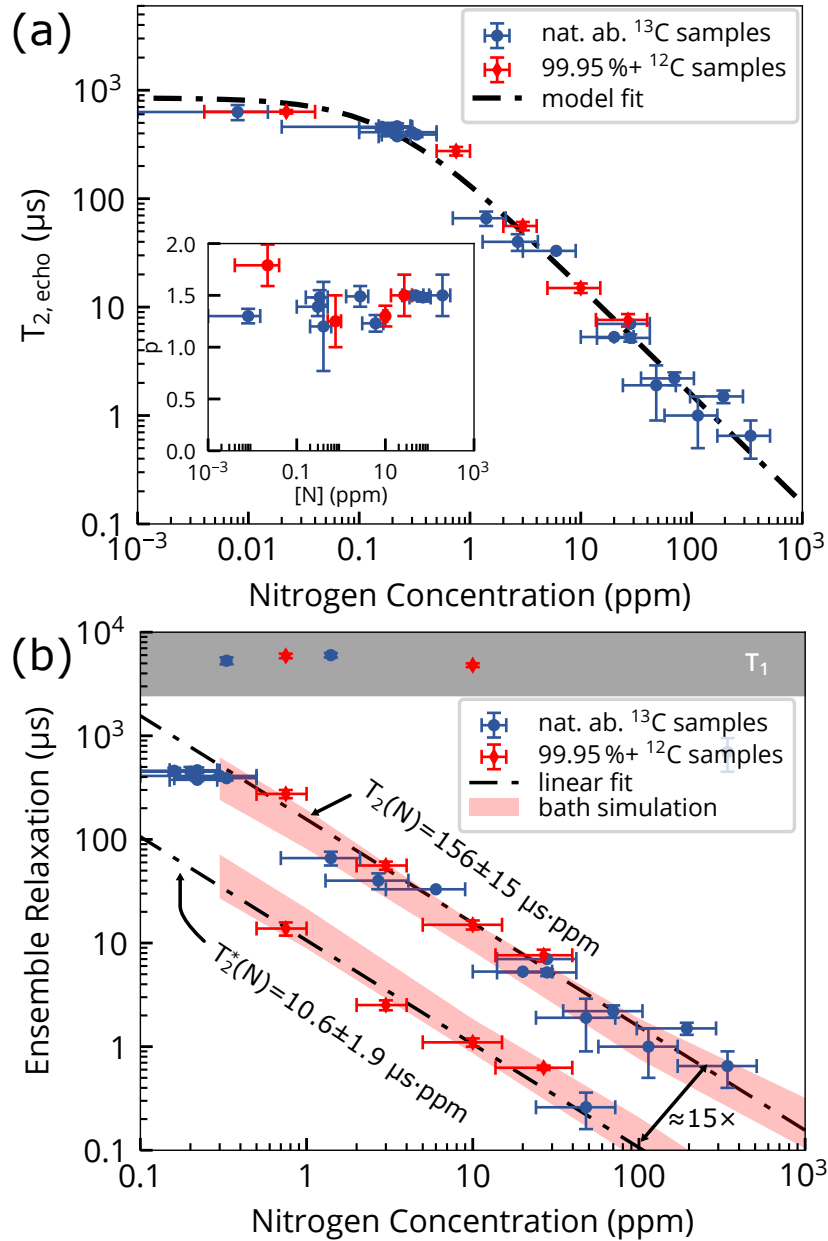 (a)
nat. ab. ¹³C samples
99.95 %+ ¹²C samples
model fit
10³
100
10
1
0.1
T₂, echo (µs)
2.0
1.5
1.0
0.5
0.0
p
10⁻³
0.1
10
10³
[N] (ppm)
10⁻³
0.01
0.1
1
10
100
10³
Nitrogen Concentration (ppm)
(b)
T₁
nat. ab. ¹³C samples
99.95 %+ ¹²C samples
linear fit
bath simulation
10⁴
10³
100
10
1
0.1
Ensemble Relaxation (µs)
T₂(N)=156±15 µs·ppm
T₂*(N)=10.6±1.9 µs·ppm
≈15×
0.1
1
10
100
10³
Nitrogen Concentration (ppm)